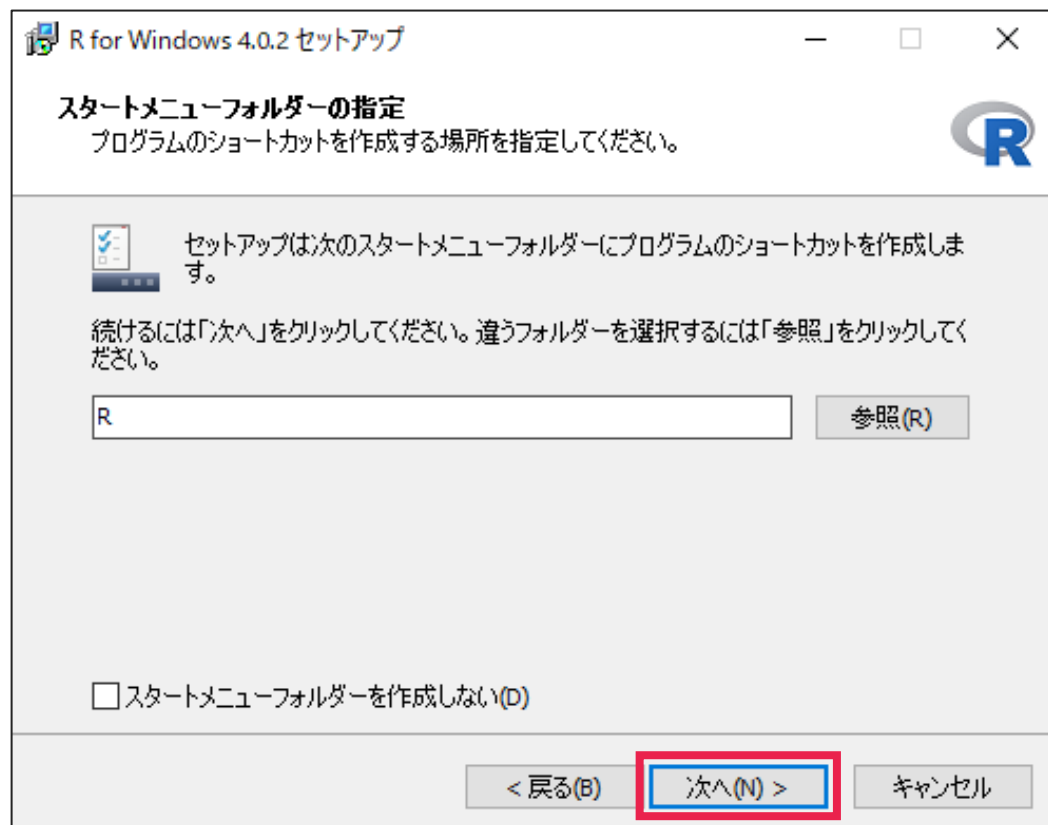 R for Windows 4.0.2 セットアップ
スタートメニューフォルダーの指定
プログラムのショートカットを作成する場所を指定してください。
R
セットアップは次のスタートメニューフォルダーにプログラムのショートカットを作成しま
す。
続けるには「次へ」をクリックしてください。違うフォルダーを選択するには「参照」をクリックしてく
ださい。
R
参照(R)
スタートメニューフォルダーを作成しない(D)
< 戻る(B)
次へ(N) >
キャンセル